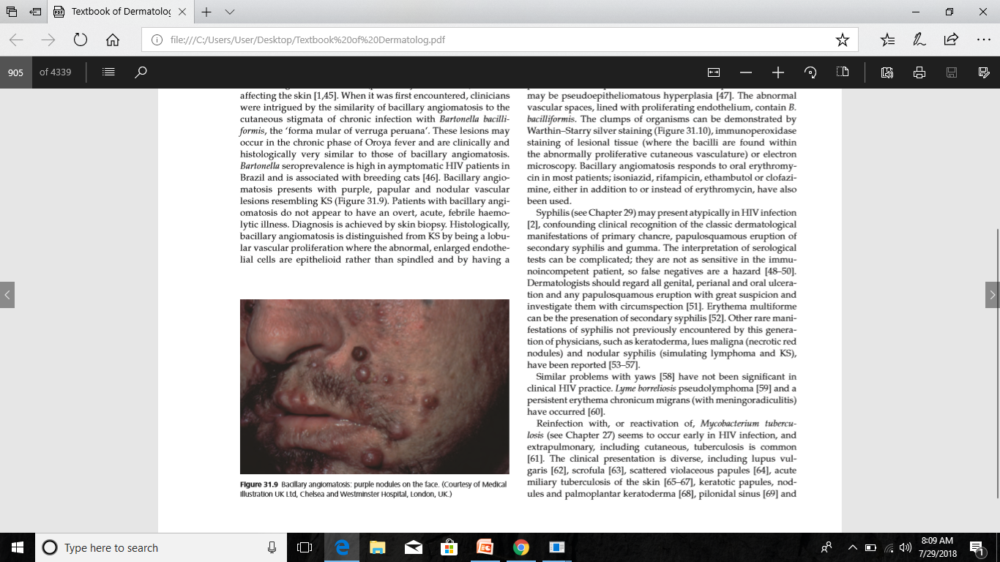 Textbook of Dermatolog
file:///C:/Users/User/Desktop/Textbook%20of%20Dermatolog.pdf
905 of 4339
affecting the skin [1,45]. When it was first encountered, clinicians
were intrigued by the similarity of bacillary angiomatosis to the
cutaneous stigmata of chronic infection with Bartonella bacilli-
formis, the ‘forma mular of verruga peruana’. These lesions may
occur in the chronic phase of Oroya fever and are clinically and
histologically very similar to those of bacillary angiomatosis.
Bartonella seroprevalence is high in aymptomatic HIV patients in
Brazil and is associated with breeding cats [46]. Bacillary angio-
matosis presents with purple, papular and nodular vascular
lesions resembling KS (Figure 31.9). Patients with bacillary angi-
omatosis do not appear to have an overt, acute, febrile haemo-
lytic illness. Diagnosis is achieved by skin biopsy. Histologically,
bacillary angiomatosis is distinguished from KS by being a lobu-
lar vascular proliferation where the abnormal, enlarged endothe-
lial cells are epithelioid rather than spindled and by having a
Figure 31.9 Bacillary angiomatosis: purple nodules on the face. (Courtesy of Medical
Illustration UK Ltd, Chelsea and Westminster Hospital, London, UK.)
may be pseudoepitheliomatous hyperplasia [47]. The abnormal
vascular spaces, lined with proliferating endothelium, contain B.
bacilliformis. The clumps of organisms can be demonstrated by
Warthin–Starry silver staining (Figure 31.10), immunoperoxidase
staining of lesional tissue (where the bacilli are found within
the abnormally proliferative cutaneous vasculature) or electron
microscopy. Bacillary angiomatosis responds to oral erythromy-
cin in most patients; isoniazid, rifampicin, ethambutol or clofazi-
mine, either in addition to or instead of erythromycin, have also
been used.
Syphilis (see Chapter 29) may present atypically in HIV infection
[2], confounding clinical recognition of the classic dermatological
manifestations of primary chancre, papulosquamous eruption of
secondary syphilis and gumma. The interpretation of serological
tests can be complicated; they are not as sensitive in the immu-
noincompetent patient, so false negatives are a hazard [48–50].
Dermatologists should regard all genital, perianal and oral ulcera-
tion and any papulosquamous eruption with great suspicion and
investigate them with circumspection [51]. Erythema multiforme
can be the presenation of secondary syphilis [52]. Other rare mani-
festations of syphilis not previously encountered by this genera-
tion of physicians, such as keratoderma, lues maligna (necrotic red
nodules) and nodular syphilis (simulating lymphoma and KS),
have been reported [53–57].
Similar problems with yaws [58] have not been significant in
clinical HIV practice. Lyme borreliosis pseudolymphoma [59] and a
persistent erythema chronicum migrans (with meningoradiculitis)
have occurred [60].
Reinfection with, or reactivation of, Mycobacterium tubercu-
losis (see Chapter 27) seems to occur early in HIV infection, and
extrapulmonary, including cutaneous, tuberculosis is common
[61]. The clinical presentation is diverse, including lupus vul-
garis [62], scrofula [63], scattered violaceous papules [64], acute
miliary tuberculosis of the skin [65–67], keratotic papules, nod-
ules and palmoplantar keratoderma [68], pilonidal sinus [69] and
Type here to search
8:09 AM
7/29/2018
1